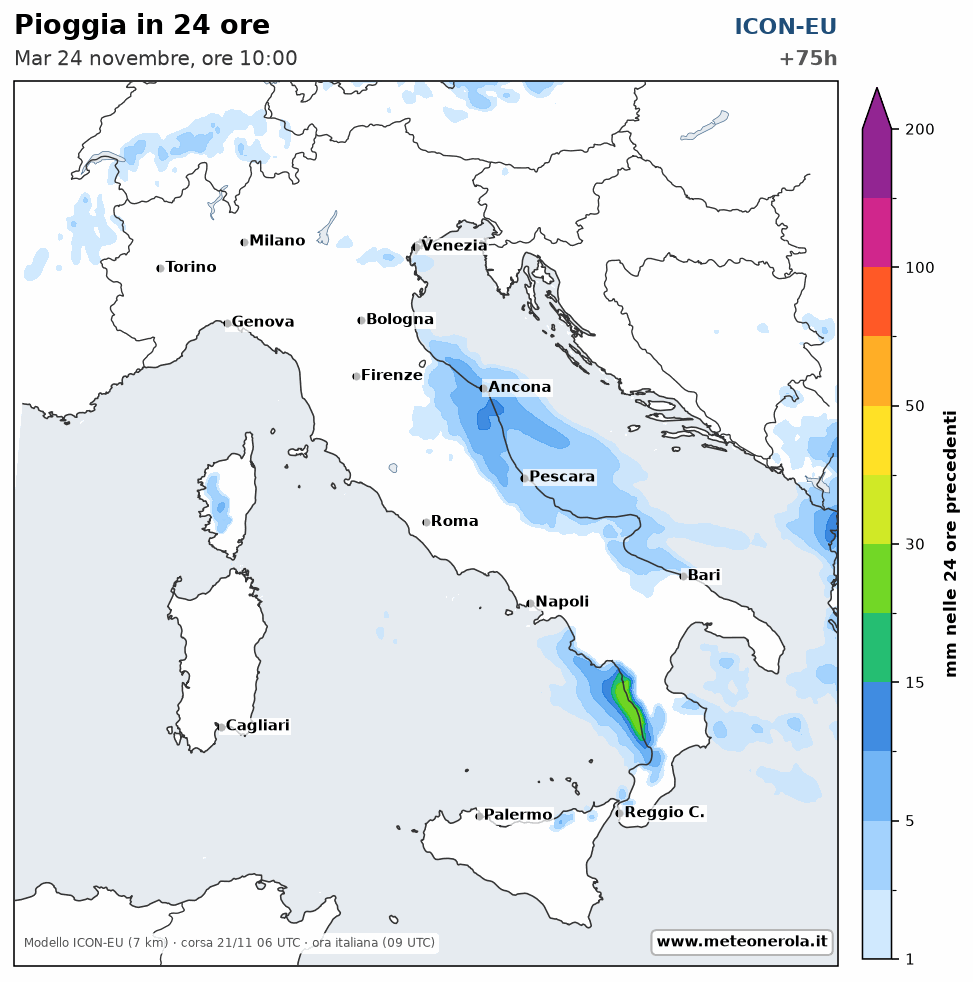 Pioggia in 24 ore
ICON-EU
Mar 24 novembre, ore 10:00
+75h
200
Milano
Venezia
Torino
100
Bologna
Genova
Firenze
Ancona
50
Pescara
Roma
30
mm nelle 24 ore precedenti
Bari
Napoli
15
Cagliari
Palermo
Reggio C.
5
Modello ICON-EU (7 km) · corsa 21/11 06 UTC · ora italiana (09 UTC)
www.meteonerola.it
1